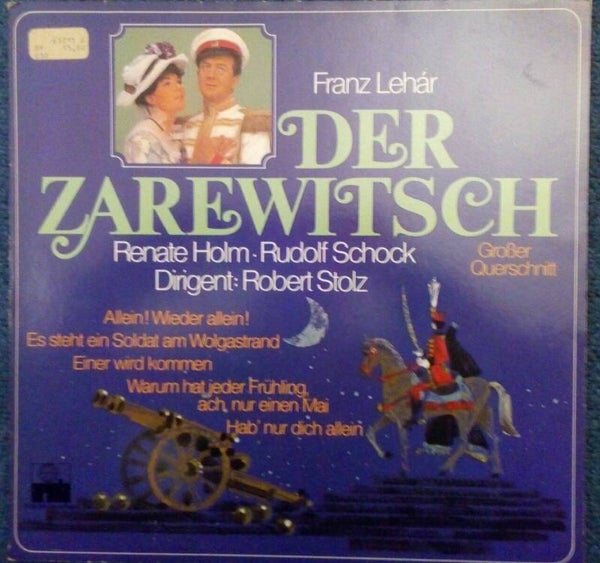 Franz Lehár
DER
ZAREWITSCH
Renate Holm · Rudolf Schock
Dirigent: Robert Stolz
Großer
Querschnitt
Allein! Wieder allein!
Es steht ein Soldat am Wolgastrand
Einer wird kommen
Warum hat jeder Frühling,
ach, nur einen Mai
Hab' nur dich allein